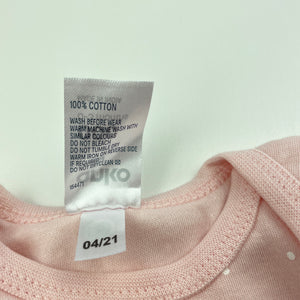 100% COTTON
WASH BEFORE WEAR
WARM MACHINE WASH WITH
SIMILAR COLOURS
DO NOT BLEACH
DO NOT TUMBLE DRY
WARM IRON ON REVERSE SIDE
IF REQUIRED
04/21